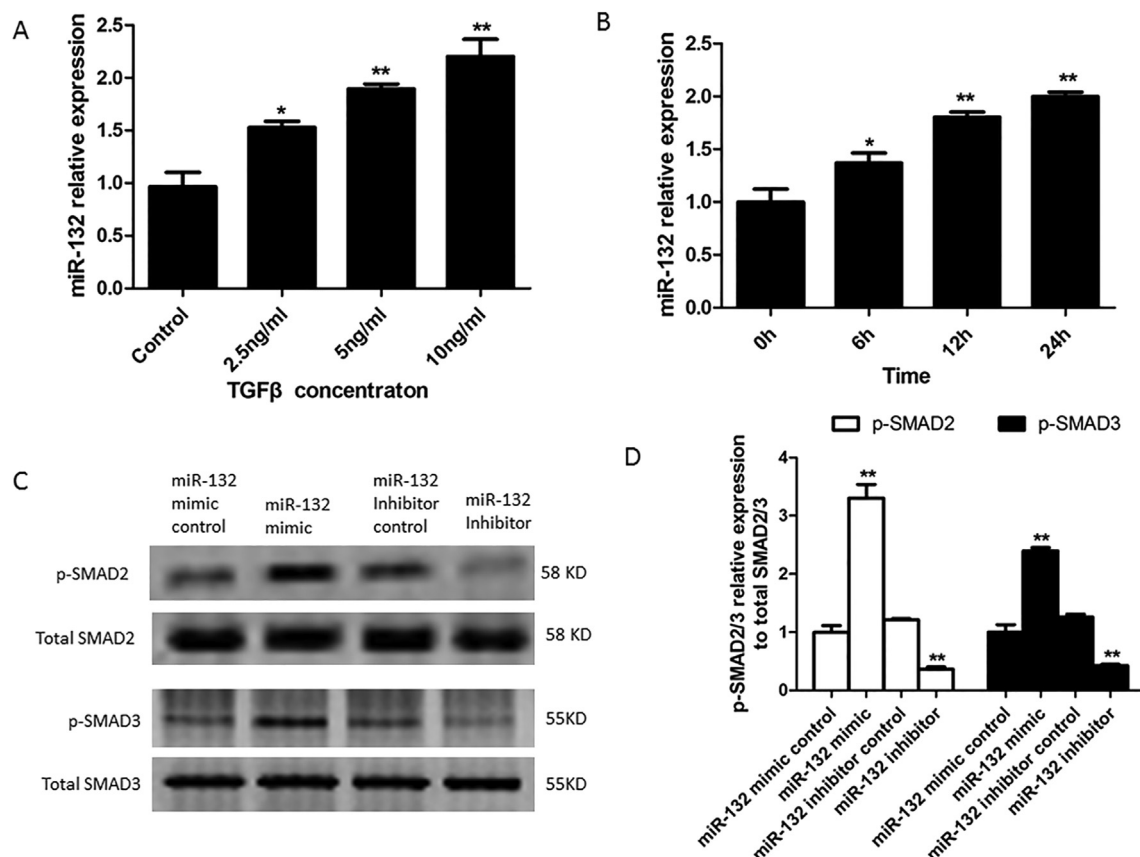 A
miR-132 relative expression
2.5
2.0
1.5
1.0
0.5
0.0
*
**
**
Control
2.5ng/ml
5ng/ml
10ng/ml
TGFβ concentraton
B
miR-132 relative expression
2.5
2.0
1.5
1.0
0.5
0.0
*
**
**
0h
6h
12h
24h
Time
C
miR-132
mimic
control
miR-132
mimic
miR-132
Inhibitor
control
miR-132
Inhibitor
p-SMAD2
58 KD
Total SMAD2
58 KD
p-SMAD3
55KD
Total SMAD3
55KD
D
p-SMAD2
p-SMAD3
p-SMAD2/3 relative expression
to total SMAD2/3
4
3
2
1
0
**
**
**
**
miR-132 mimic control
miR-132 mimic
miR-132 inhibitor control
miR-132 inhibitor
miR-132 mimic control
miR-132 mimic
miR-132 inhibitor control
miR-132 inhibitor